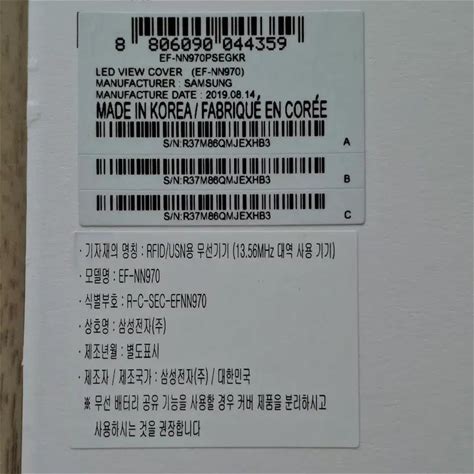 8 806090 044359
EF-NN970PSEGKR
LED VIEW COVER (EF-NN970)
MANUFACTURER : SAMSUNG
MANUFACTURE DATE : 2019.08.14
MADE IN KOREA / FABRIQUÉ EN CORÉE
S/N:R37M86QMJEXHB3 A
S/N:R37M86QMJEXHB3 B
S/N:R37M86QMJEXHB3 C
· 기자재의 명칭 : RFID/USN용 무선기기 (13.56MHz 대역 사용 기기)
· 모델명 : EF-NN970
· 식별부호 : R-C-SEC-EFNN970
· 상호명 : 삼성전자(주)
· 제조년월 : 별도표시
· 제조자 / 제조국가 : 삼성전자(주) / 대한민국
※ 무선 배터리 공유 기능을 사용할 경우 커버 제품을 분리하시고
사용하시는 것을 권장합니다